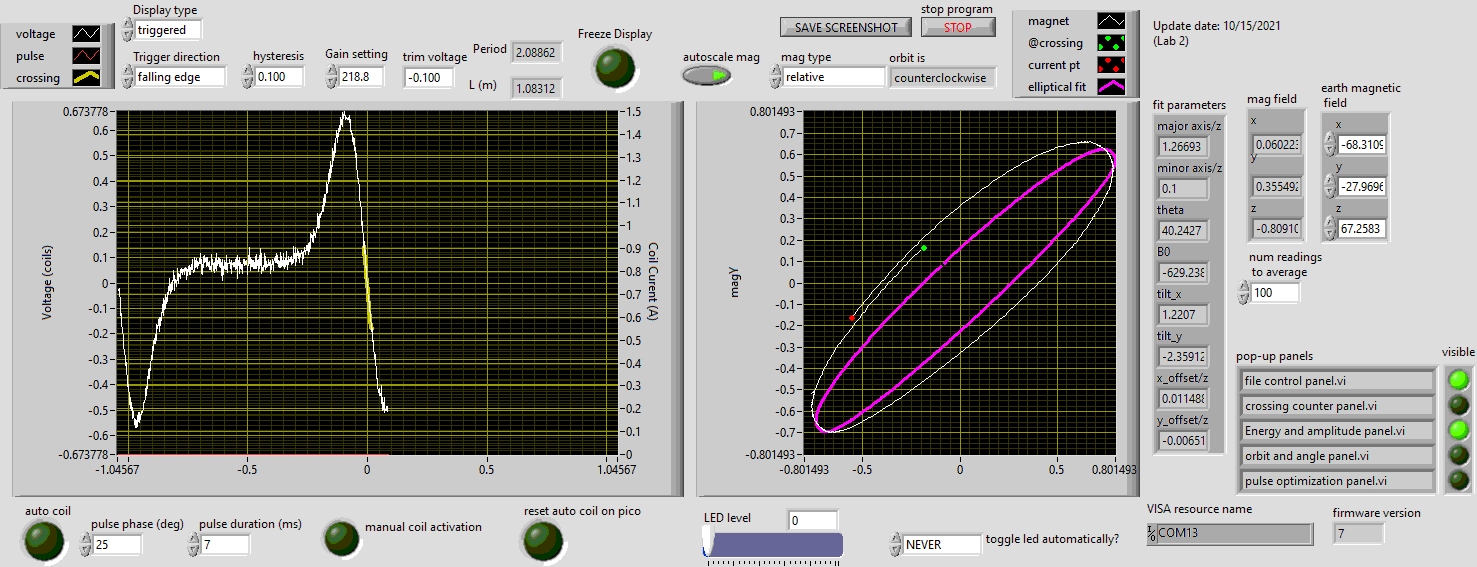 voltage
pulse
crossing
Display type
triggered
Trigger direction
falling edge
hysteresis
0.100
Gain setting
218.8
trim voltage
-0.100
Period
2.08862
L (m)
1.08312
Freeze Display
SAVE SCREENSHOT
stop program
STOP
autoscale mag
mag type
relative
orbit is
counterclockwise
magnet
@crossing
current pt
elliptical fit
Update date: 10/15/2021
(Lab 2)
Voltage (coils)
0.673778
0.6
0.5
0.4
0.3
0.2
0.1
0
-0.1
-0.2
-0.3
-0.4
-0.5
-0.6
-0.673778
-1.04567
-0.5
0
0.5
1.04567
1.5
1.4
1.3
1.2
1.1
1
0.9
0.8
0.7
0.6
0.5
0.4
0.3
0.2
0.1
0
Coil Current (A)
magy
0.801493
0.7
0.6
0.5
0.4
0.3
0.2
0.1
0
-0.1
-0.2
-0.3
-0.4
-0.5
-0.6
-0.7
-0.801493
-0.801493
-0.5
0
0.5
0.801493
fit parameters
major axis/z
1.26693
minor axis/z
0.1
theta
40.2427
B0
-629.238
tilt_x
1.2207
tilt_y
-2.35912
x_offset/z
0.011488
y_offset/z
-0.00651
mag field
x
0.060223
y
0.355492
z
-0.80910
earth magnetic
field
x
-68.3109
y
-27.9696
z
67.2583
num readings
to average
100
pop-up panels
visible
file control panel.vi
crossing counter panel.vi
Energy and amplitude panel.vi
orbit and angle panel.vi
pulse optimization panel.vi
auto coil
pulse phase (deg)
25
pulse duration (ms)
7
manual coil activation
reset auto coil on pico
LED level
0
NEVER
toggle led automatically?
VISA resource name
COM13
firmware version
7